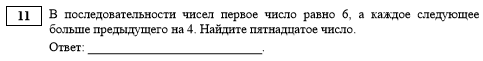 11 В последовательности чисел первое число равно 6, а каждое следующее
больше предыдущего на 4. Найдите пятнадцатое число.
Ответ: ___________________________.